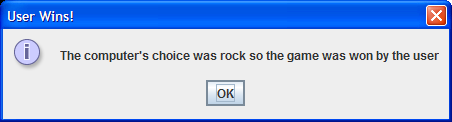 User Wins!
The computer's choice was rock so the game was won by the user
OK